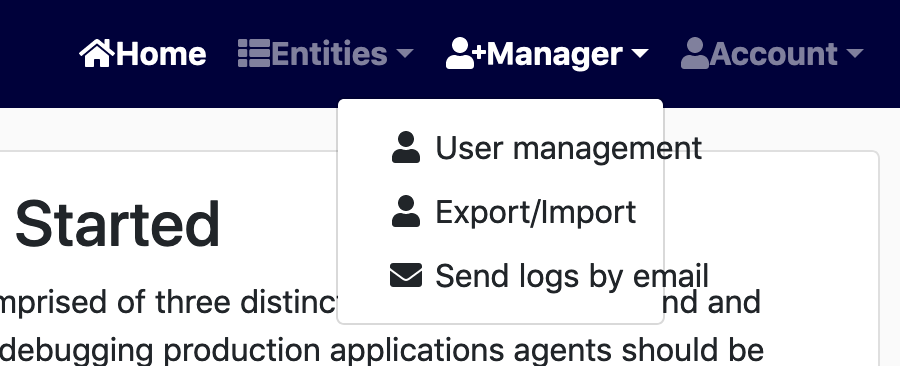 Home Entities Manager Account
User management
Started
Export/Import
Send logs by email
mprised of three distinc nd and
debugging production applications agents should be